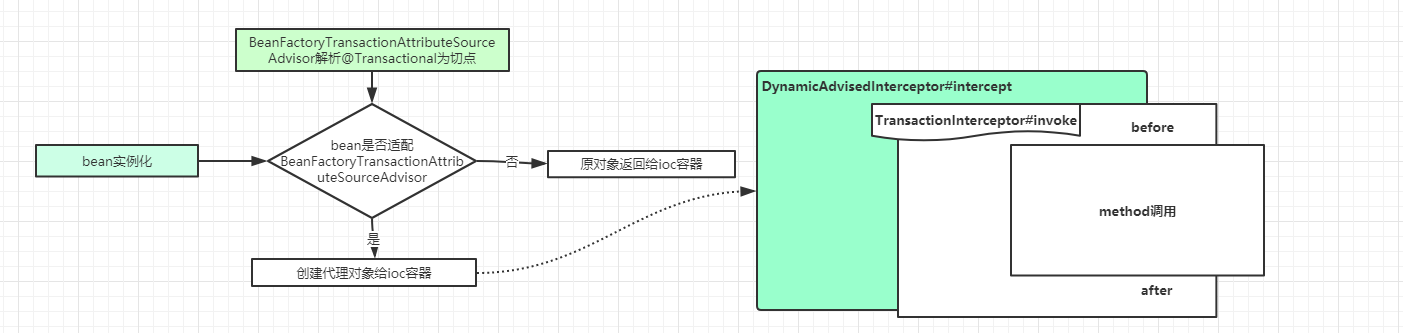 BeanFactoryTransactionAttributeSource
Advisor解析@Transactional为切点
bean实例化
bean是否适配
BeanFactoryTransactionAttrib
uteSourceAdvisor
否
原对象返回给ioc容器
是
创建代理对象给ioc容器
DynamicAdvisedInterceptor#intercept
TransactionInterceptor#invoke
before
method调用
after